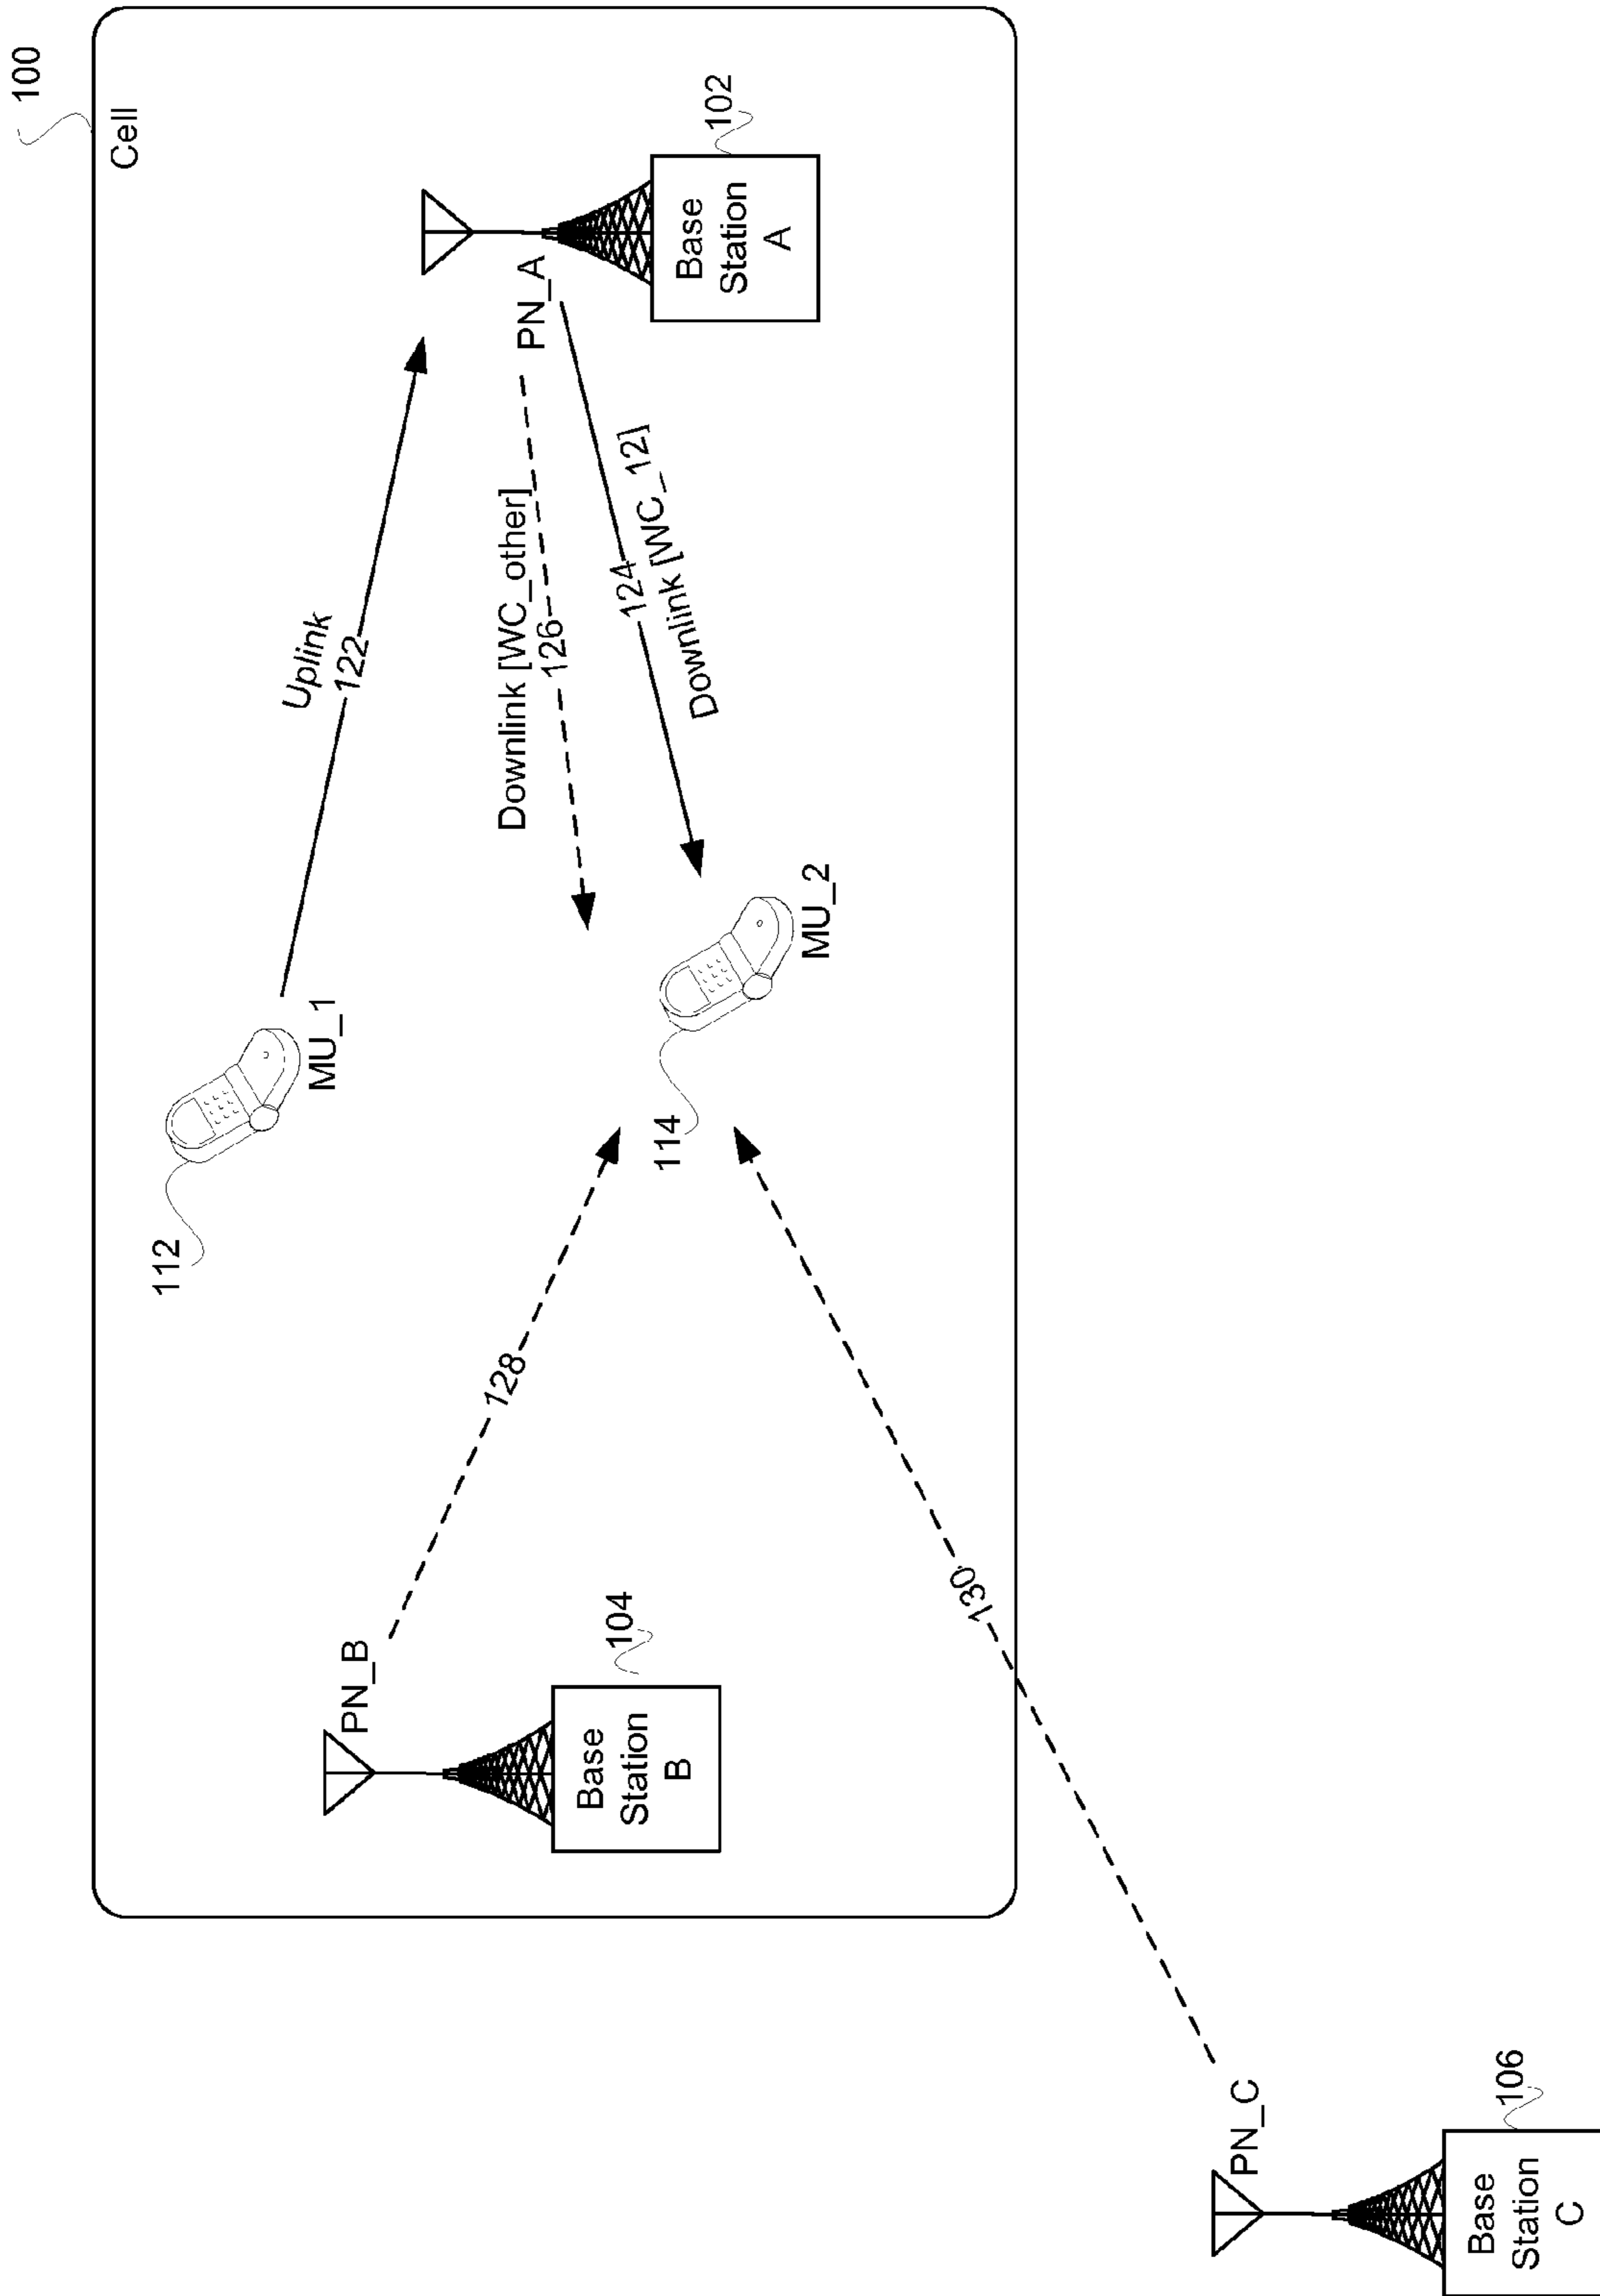 100
Cell
112
MU_1
Uplink
122
PN_A
102
Base
Station
A
Downlink [WC_other]
126
124
Downlink [WC_12]
114
MU_2
PN_B
128
104
Base
Station
B
130
PN_C
106
Base
Station
C